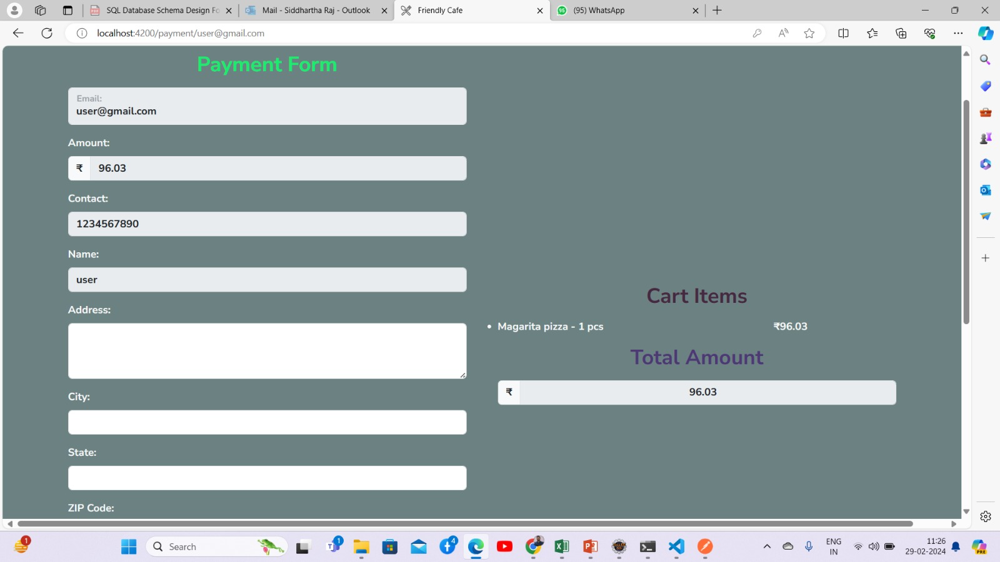 SQL Database Schema Design Fo
Mail - Siddhartha Raj - Outlook
Friendly Cafe
(95) WhatsApp
localhost:4200/payment/user@gmail.com
Payment Form
Email:
user@gmail.com
Amount:
₹ 96.03
Contact:
1234567890
Name:
user
Address:
City:
State:
ZIP Code:
Cart Items
• Magarita pizza - 1 pcs ₹96.03
Total Amount
₹ 96.03
1
Search
1
4
ENG
IN
11:26
29-02-2024
PRE